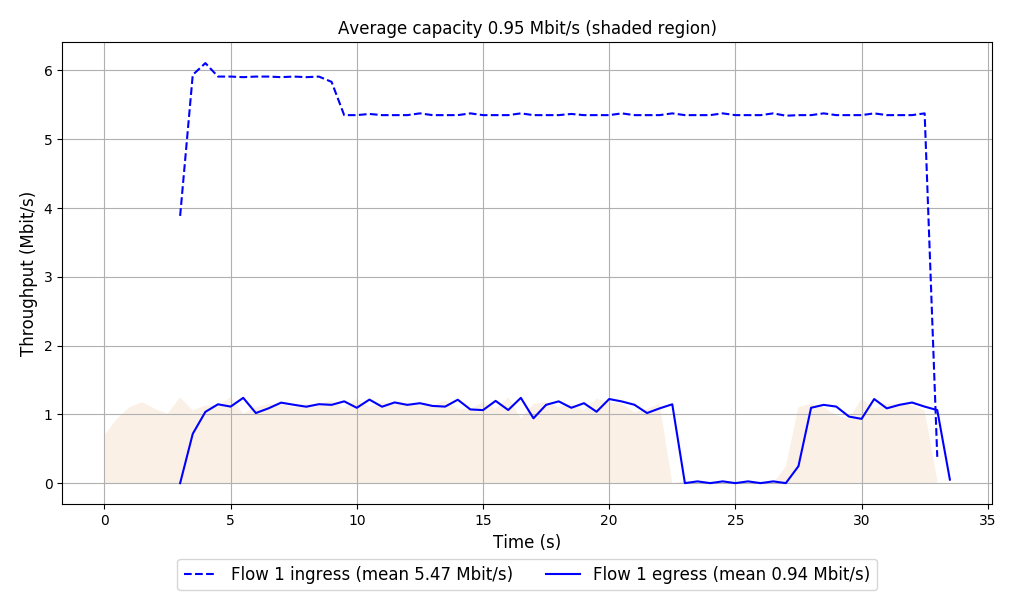 Average capacity 0.95 Mbit/s (shaded region)
Throughput (Mbit/s)
6
5
4
3
2
1
0
0 5 10 15 20 25 30 35
Time (s)
Flow 1 ingress (mean 5.47 Mbit/s) Flow 1 egress (mean 0.94 Mbit/s)